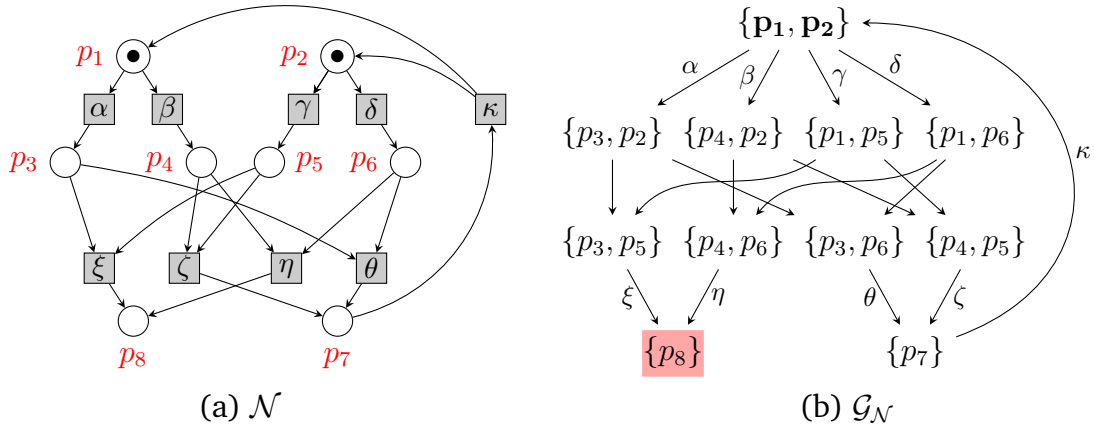 p₁ p₂
α β γ δ κ
p₃ p₄ p₅ p₆
ξ ζ η θ
p₈ p₇
(a) 𝒩
{p₁, p₂}
α β γ δ
{p₃, p₂} {p₄, p₂} {p₁, p₅} {p₁, p₆}
κ
{p₃, p₅} {p₄, p₆} {p₃, p₆} {p₄, p₅}
ξ η θ ζ
{p₈} {p₇}
(b) 𝒢_𝒩